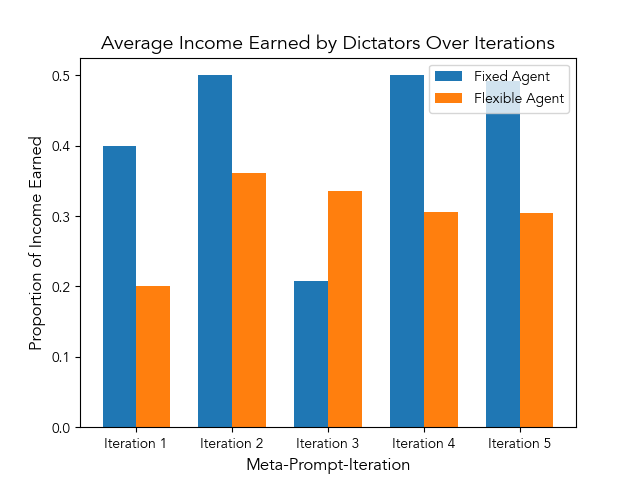 Average Income Earned by Dictators Over Iterations
Fixed Agent
Flexible Agent
Proportion of Income Earned
0.5
0.4
0.3
0.2
0.1
0.0
Iteration 1 Iteration 2 Iteration 3 Iteration 4 Iteration 5
Meta-Prompt-Iteration